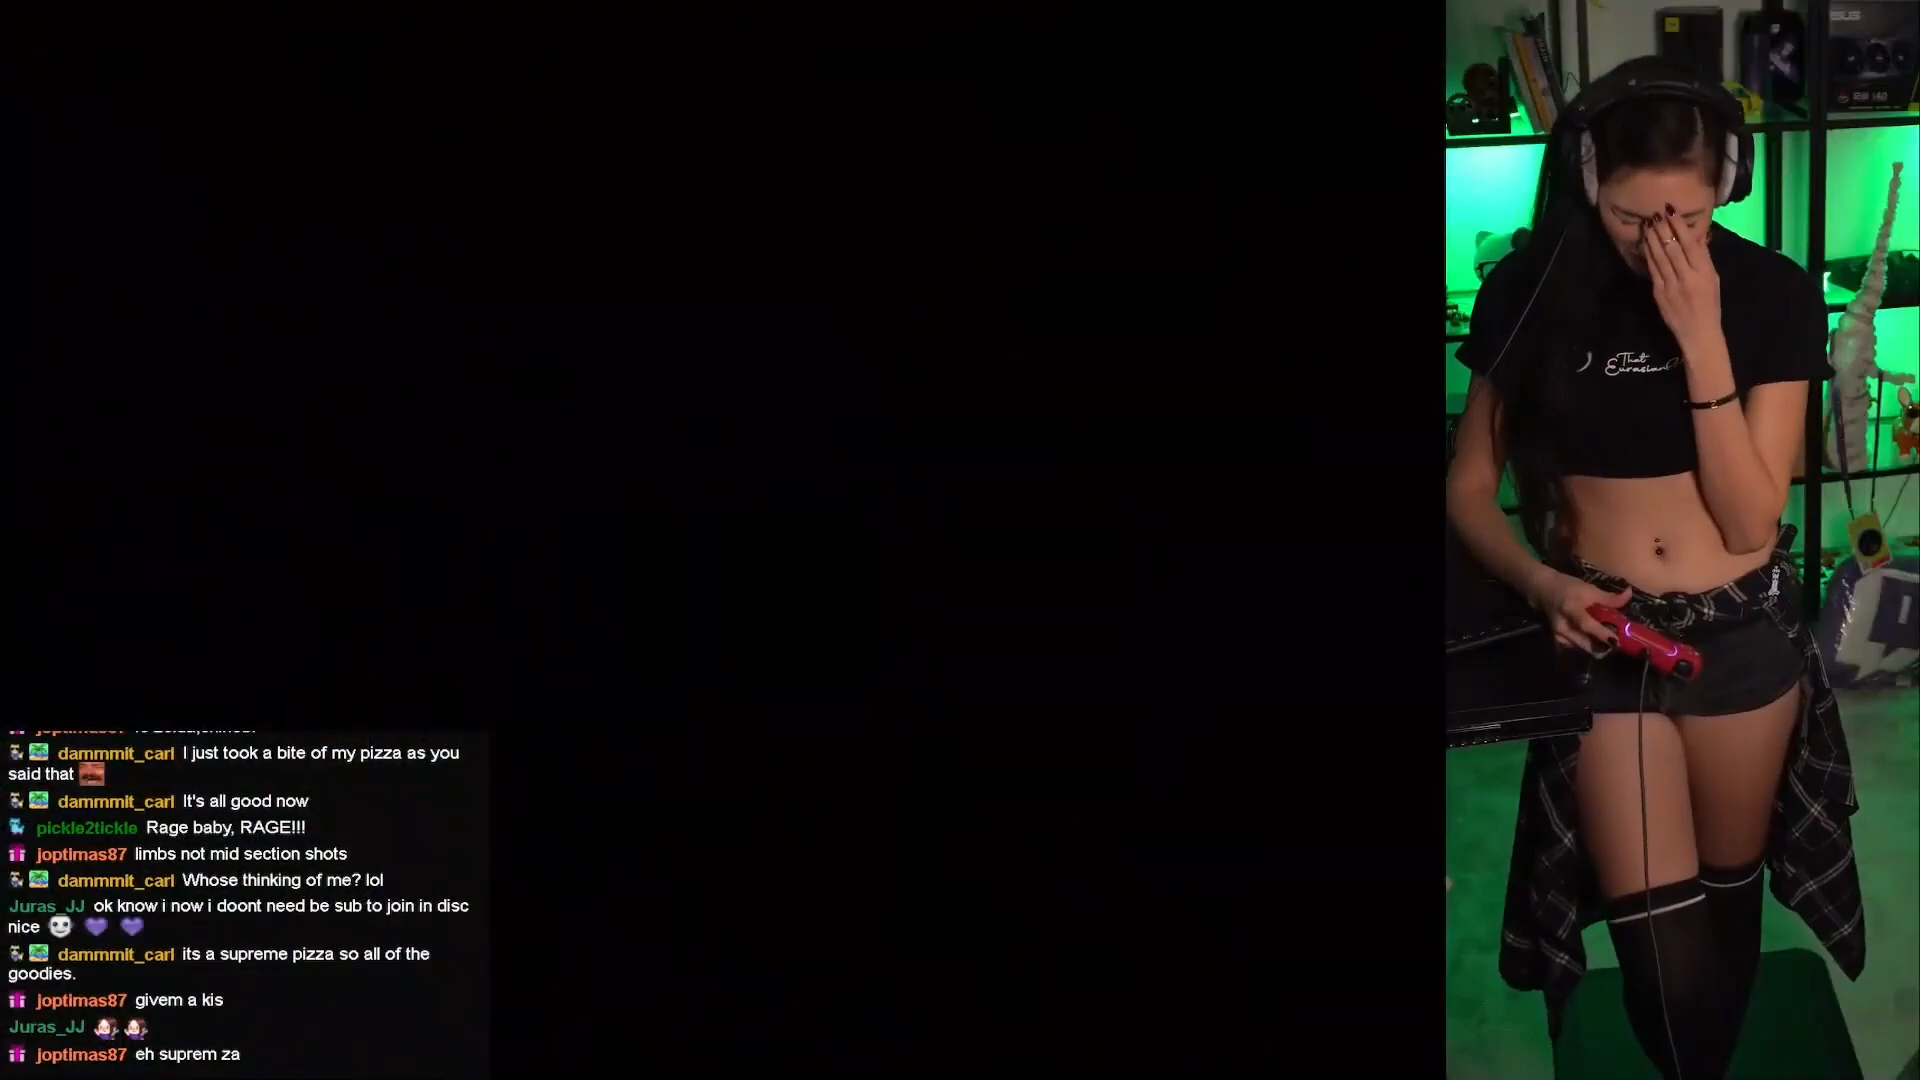 dammmit_carl I just took a bite of my pizza as you
said that
dammmit_carl It's all good now
pickle2tickle Rage baby, RAGE!!!
joptimas87 limbs not mid section shots
dammmit_carl Whose thinking of me? lol
Juras_JJ ok know i now i doont need be sub to join in disc
nice
dammmit_carl its a supreme pizza so all of the
goodies.
joptimas87 givem a kis
Juras_JJ
joptimas87 eh suprem za
That
Eurasian